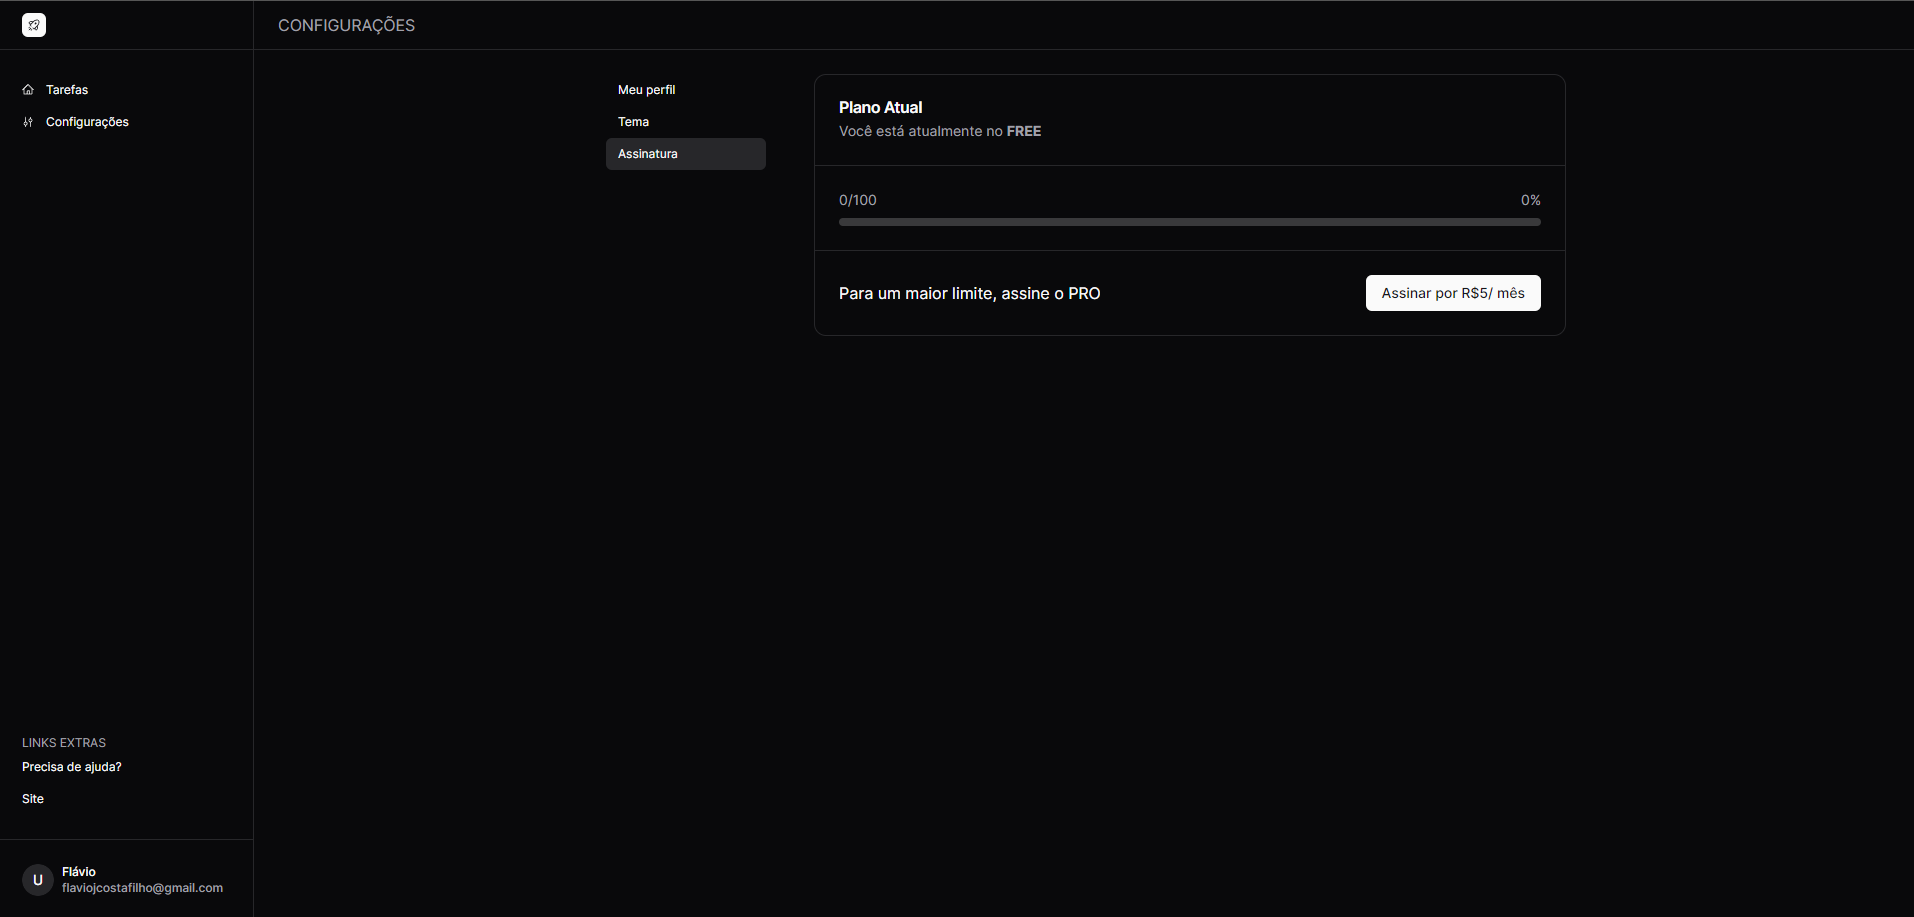 CONFIGURAÇÕES
Tarefas
Configurações
Meu perfil
Tema
Assinatura
Plano Atual
Você está atualmente no FREE
0/100
0%
Para um maior limite, assine o PRO
Assinar por R$5/ mês
LINKS EXTRAS
Precisa de ajuda?
Site
U
Flávio
flaviojcostafilho@gmail.com